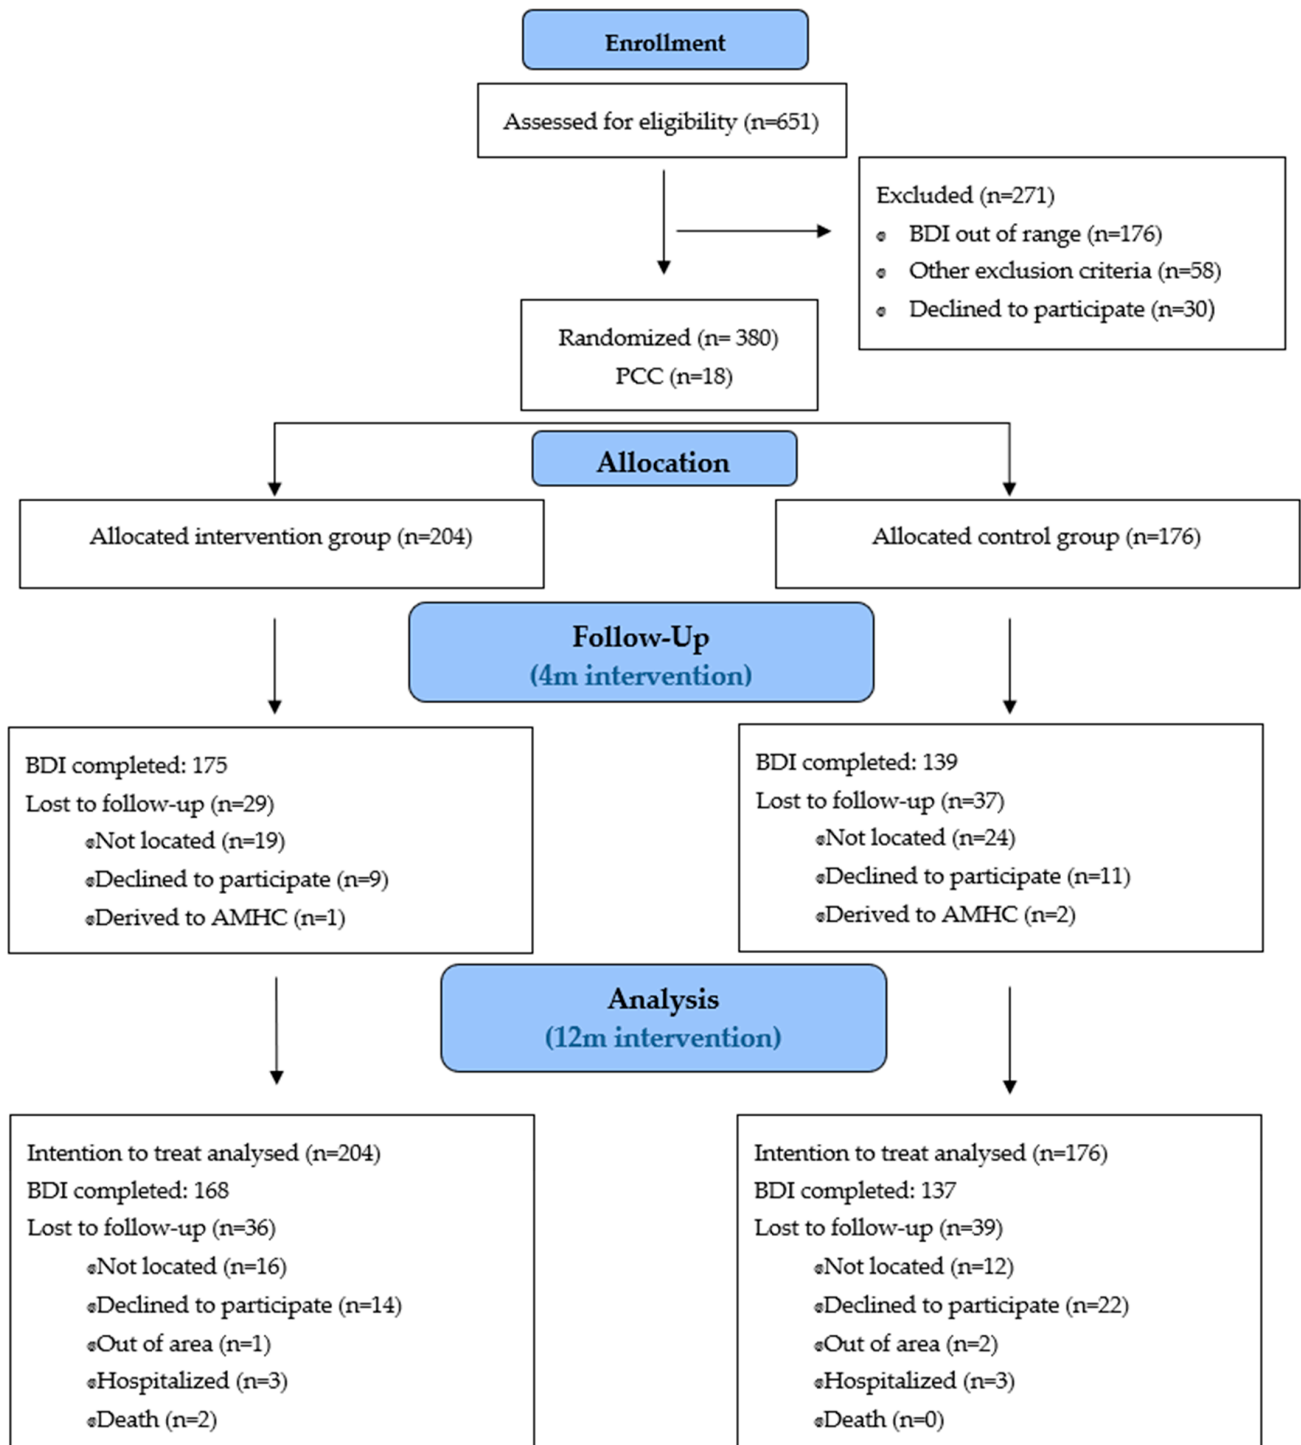 Enrollment
Assessed for eligibility (n=651)
Excluded (n=271)
BDI out of range (n=176)
Other exclusion criteria (n=58)
Declined to participate (n=30)
Randomized (n= 380)
PCC (n=18)
Allocation
Allocated intervention group (n=204)
Allocated control group (n=176)
Follow-Up
(4m intervention)
BDI completed: 175
Lost to follow-up (n=29)
Not located (n=19)
Declined to participate (n=9)
Derived to AMHC (n=1)
BDI completed: 139
Lost to follow-up (n=37)
Not located (n=24)
Declined to participate (n=11)
Derived to AMHC (n=2)
Analysis
(12m intervention)
Intention to treat analysed (n=204)
BDI completed: 168
Lost to follow-up (n=36)
Not located (n=16)
Declined to participate (n=14)
Out of area (n=1)
Hospitalized (n=3)
Death (n=2)
Intention to treat analysed (n=176)
BDI completed: 137
Lost to follow-up (n=39)
Not located (n=12)
Declined to participate (n=22)
Out of area (n=2)
Hospitalized (n=3)
Death (n=0)